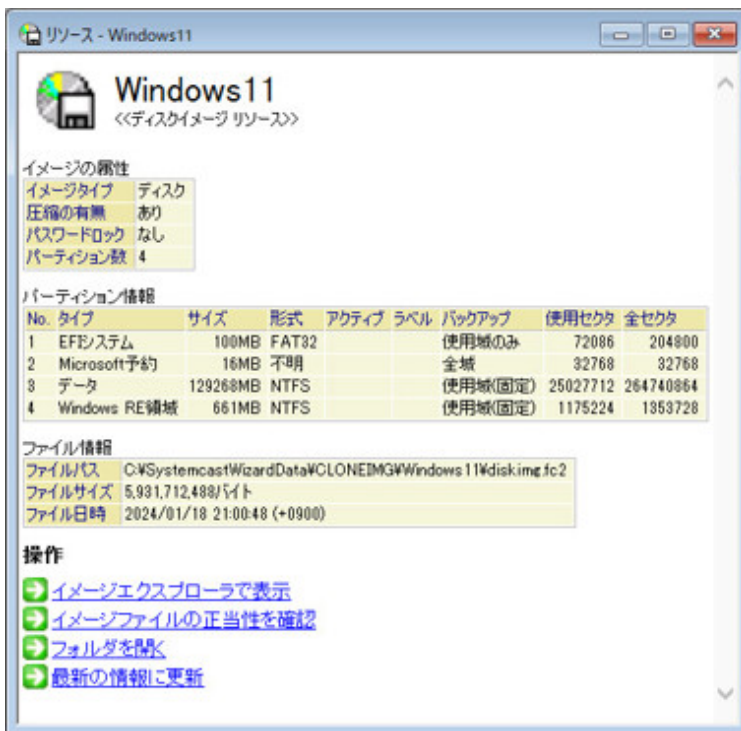 リソース - Windows11
Windows11
<<ディスクイメージ リソース>>
イメージの属性
イメージタイプ ディスク
圧縮の有無 あり
パスワードロック なし
パーティション数 4
パーティション情報
No. タイプ サイズ 形式 アクティブ ラベル バックアップ 使用セクタ 全セクタ
1 EFIシステム 100MB FAT32 使用域のみ 72086 204800
2 Microsoft予約 16MB 不明 全域 32768 32768
3 データ 129268MB NTFS 使用域(固定) 25027712 264740864
4 Windows RE領域 661MB NTFS 使用域(固定) 1175224 1353728
ファイル情報
ファイルパス C:¥SystemcastWizardData¥CLONEIMG¥Windows11¥diskimg.fc2
ファイルサイズ 5,931,712,488バイト
ファイル日時 2024/01/18 21:00:48 (+0900)
操作
イメージエクスプローラで表示
イメージファイルの正当性を確認
フォルダを開く
最新の情報に更新